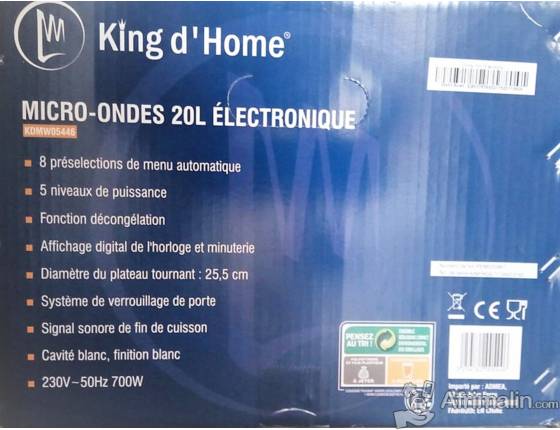 King d'Home®
MICRO-ONDES 20L ÉLECTRONIQUE
KDMW05446
8 préselections de menu automatique
5 niveaux de puissance
Fonction décongélation
Affichage digital de l'horloge et minuterie
Diamètre du plateau tournant : 25,5 cm
Système de verrouillage de porte
Signal sonore de fin de cuisson
Cavité blanc, finition blanc
230V~50Hz 700W
PENSEZ
AU TRI !
À JETER
CE
Importé par : ADMEA,
Afrimalin.com